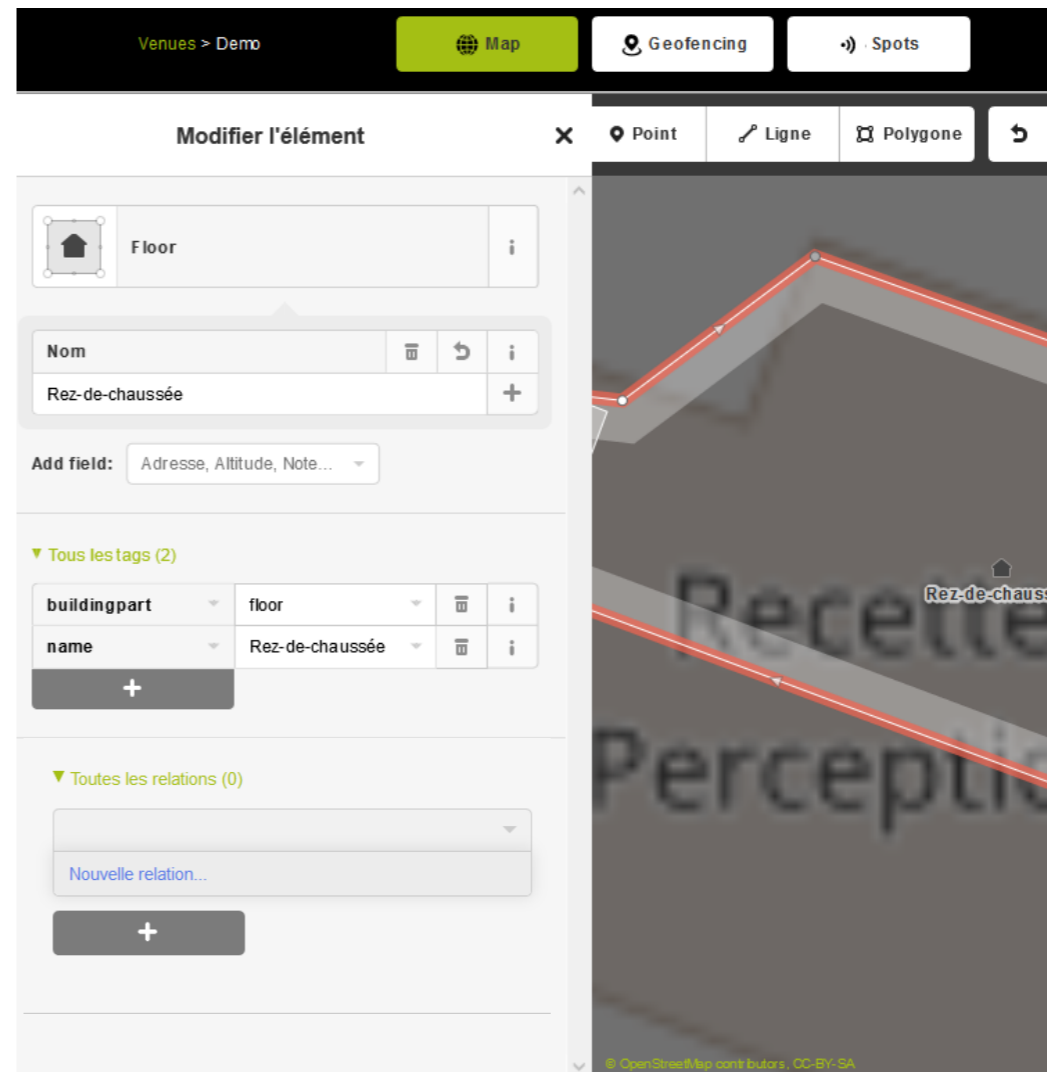 Venues > Demo
Map
Geofencing
Spots
Modifier l'élément
Point
Ligne
Polygone
Floor
i
Nom
i
Rez-de-chaussée
Add field:
Adresse, Altitude, Note...
Tous les tags (2)
buildingpart
floor
i
name
Rez-de-chaussée
i
Toutes les relations (0)
Nouvelle relation...
Rez-de-chauss
Recette
Perceptio
© OpenStreetMap contributors, CC-BY-SA